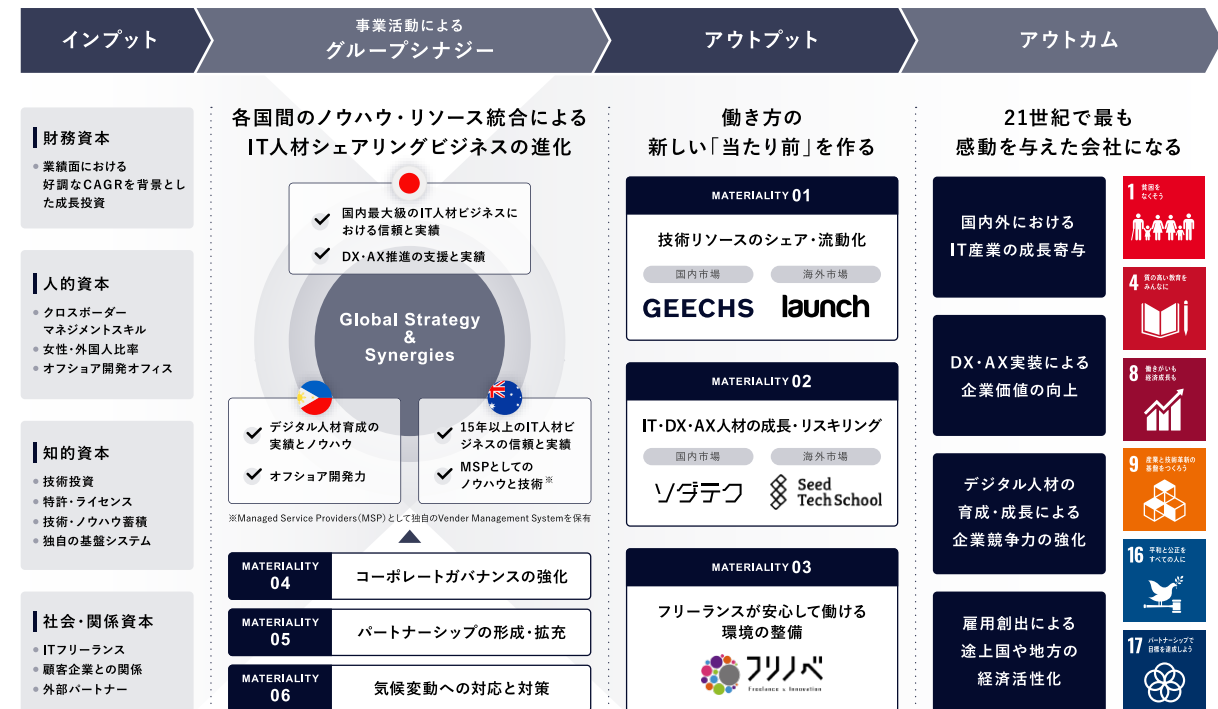 インプット
事業活動による
グループシナジー
アウトプット
アウトカム
財務資本
業績面における
好調なCAGRを背景とし
た成長投資
人的資本
クロスボーダー
マネジメントスキル
女性・外国人比率
オフショア開発オフィス
知的資本
技術投資
特許・ライセンス
技術・ノウハウ蓄積
独自の基盤システム
社会・関係資本
ITフリーランス
顧客企業との関係
外部パートナー
各国間のノウハウ・リソース統合による
IT人材シェアリングビジネスの進化
国内最大級のIT人材ビジネスに
おける信頼と実績
DX・AX推進の支援と実績
Global Strategy
&
Synergies
デジタル人材育成の
実績とノウハウ
オフショア開発力
15年以上のIT人材ビ
ジネスの信頼と実績
MSPとしての
ノウハウと技術※
※Managed Service Providers(MSP)として独自のVender Management Systemを保有
MATERIALITY
04
コーポレートガバナンスの強化
MATERIALITY
05
パートナーシップの形成・拡充
MATERIALITY
06
気候変動への対応と対策
働き方の
新しい「当たり前」を作る
MATERIALITY 01
技術リソースのシェア・流動化
国内市場
海外市場
GEECHS
launch
MATERIALITY 02
IT・DX・AX人材の成長・リスキリング
国内市場
海外市場
ソダテク
Seed
Tech School
MATERIALITY 03
フリーランスが安心して働ける
環境の整備
フリノベ
Freelance & Innovation
21世紀で最も
感動を与えた会社になる
国内外における
IT産業の成長寄与
DX・AX実装による
企業価値の向上
デジタル人材の
育成・成長による
企業競争力の強化
雇用創出による
途上国や地方の
経済活性化
1 貧困を
なくそう
4 質の高い教育を
みんなに
8 働きがいも
経済成長も
9 産業と技術革新の
基盤をつくろう
16 平和と公正を
すべての人に
17 パートナーシップで
目標を達成しよう